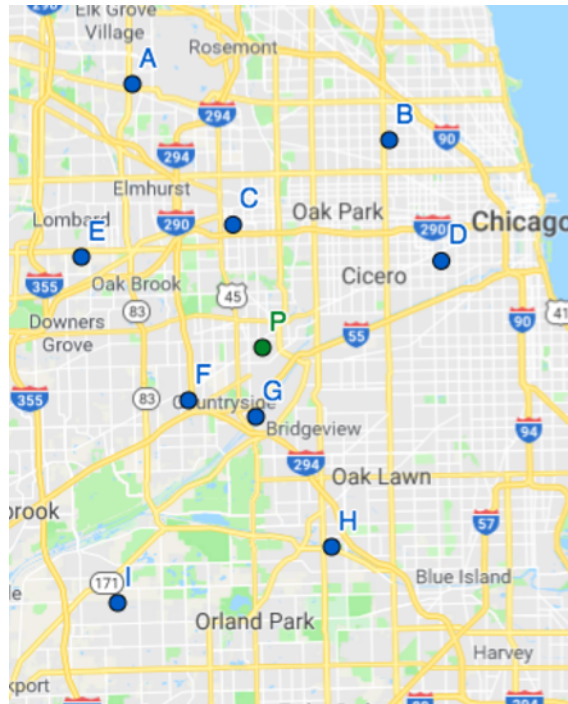 Elk Grove
Village
Rosemont
A
294
B
90
294
Elmhurst
C
Oak Park
Lombard
290
290
Chicago
E
D
Oak Brook
Cicero
355
45
83
P
41
Downers
Grove
55
90
F
355
83
Countryside
G
Bridgeview
94
294
Oak Lawn
brook
57
H
171
I
Blue Island
le
Orland Park
Harvey
kport
294